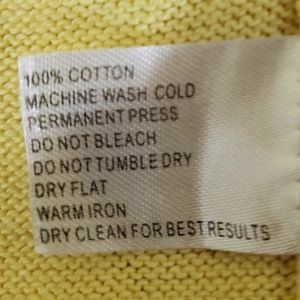 100% COTTON
MACHINE WASH COLD
PERMANENT PRESS
DO NOT BLEACH
DO NOT TUMBLE DRY
DRY FLAT
WARM IRON
DRY CLEAN FOR BEST RESULTS